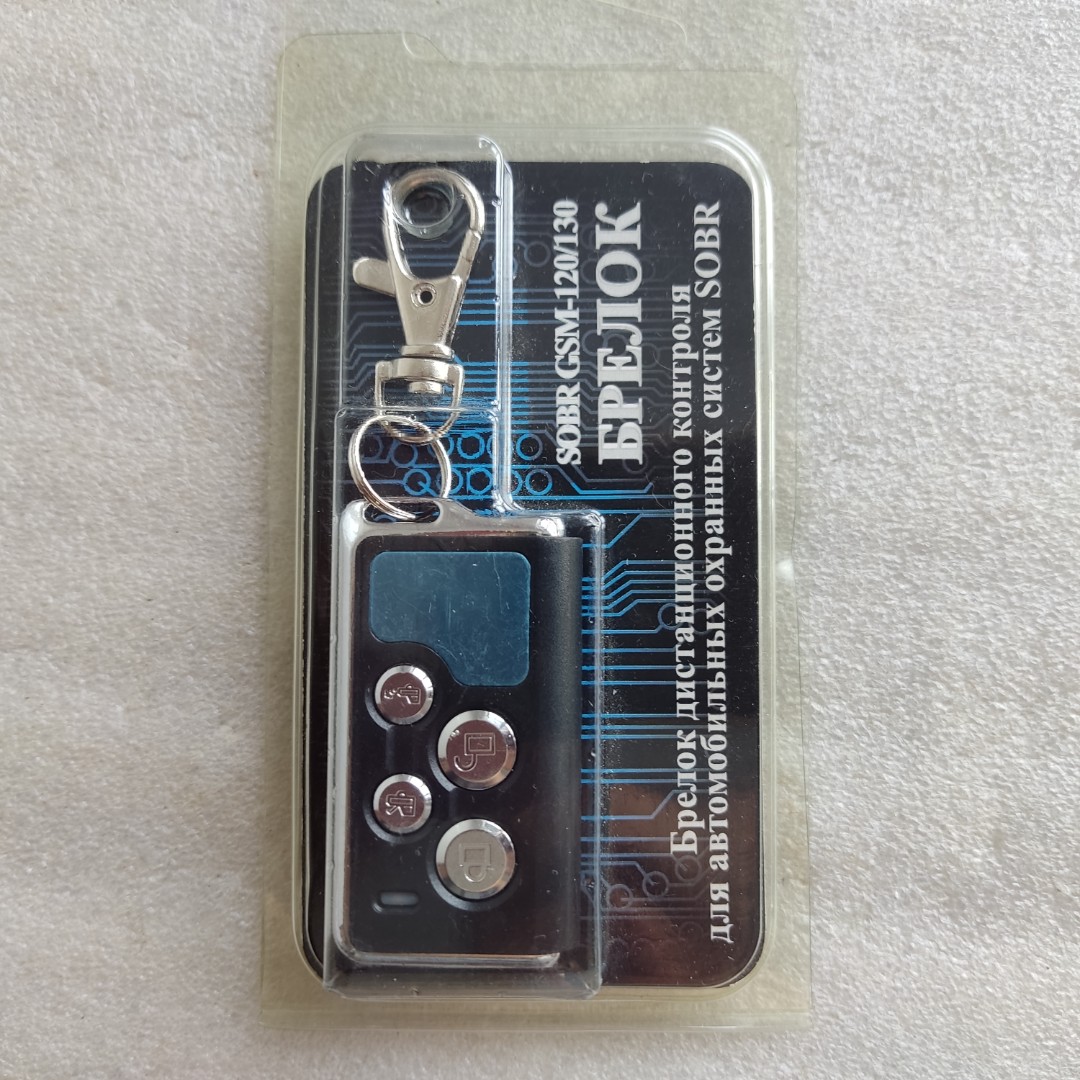 SOBR GSM-120/130
БРЕЛОК
Брелок дистанционного контроля
для автомобильных охранных систем SOBR